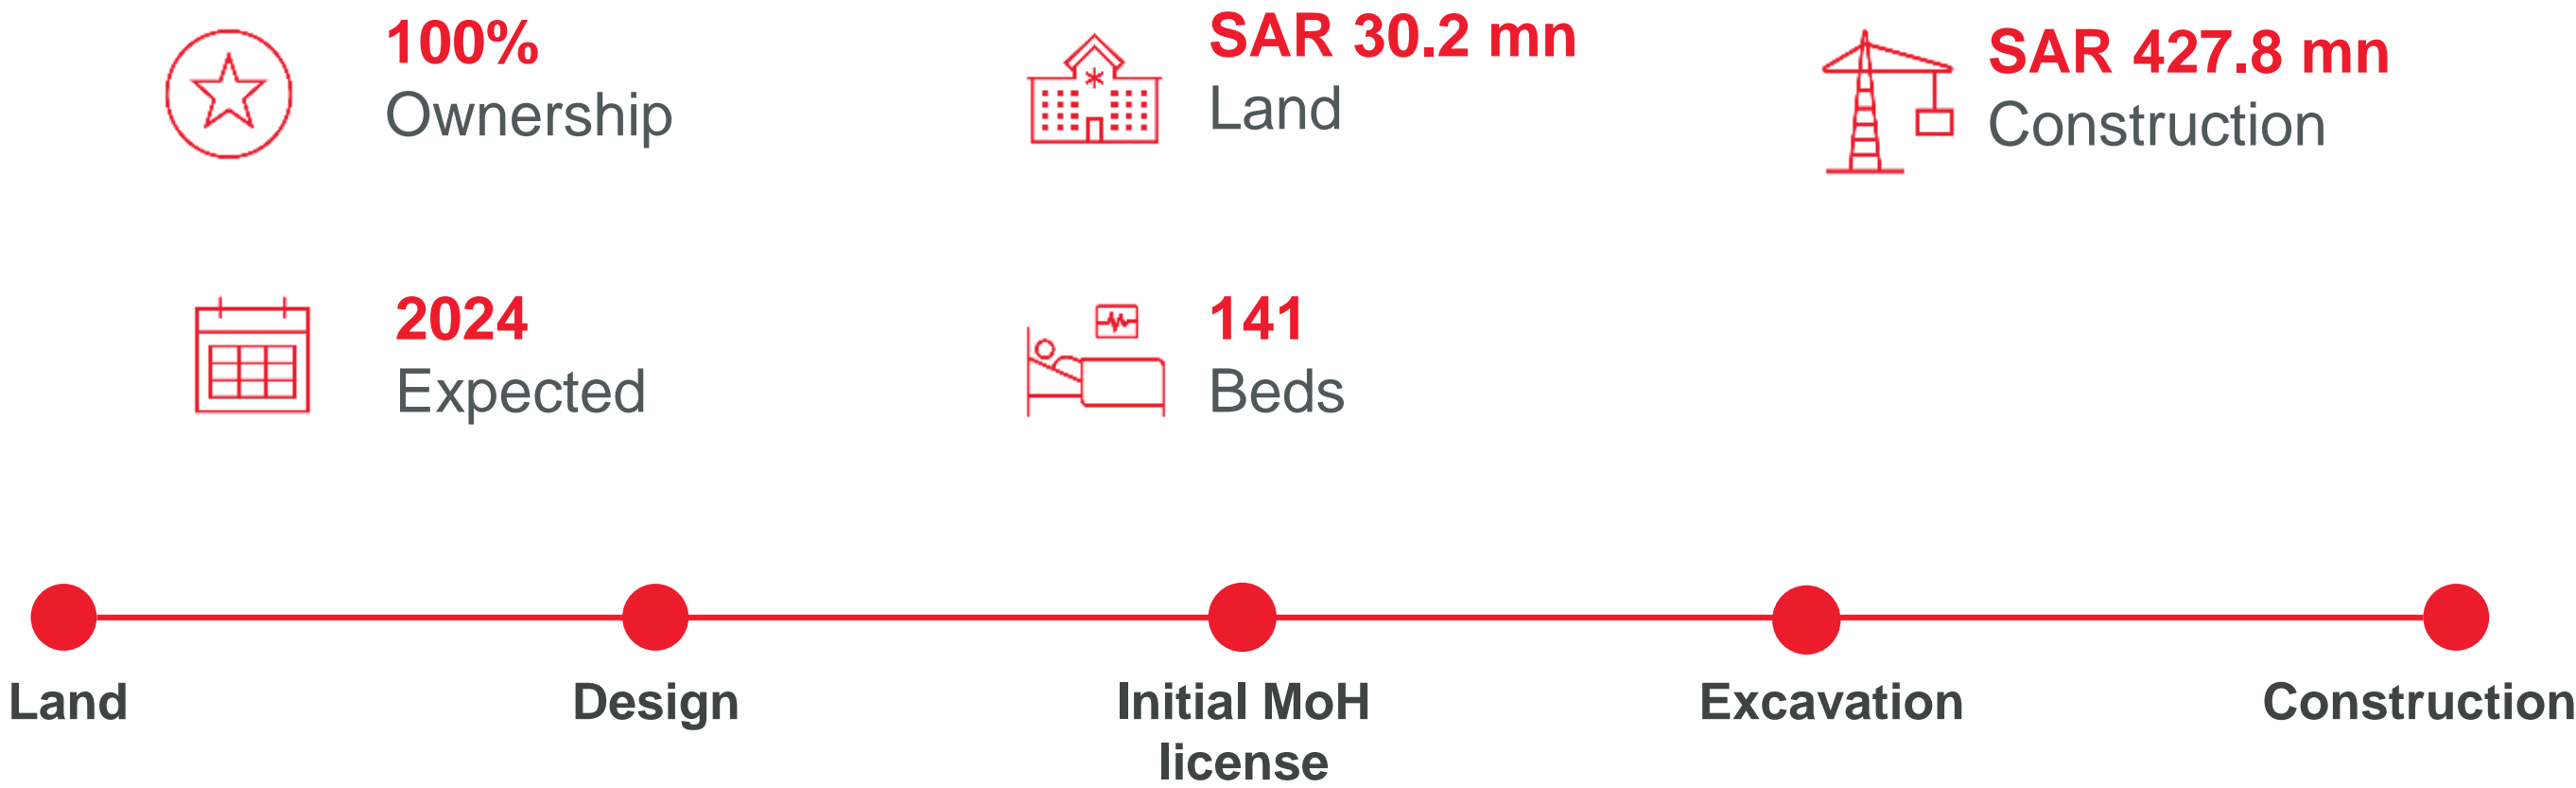 100%
Ownership
SAR 30.2 mn
Land
SAR 427.8 mn
Construction
2024
Expected
141
Beds
Land
Design
Initial MoH
license
Excavation
Construction